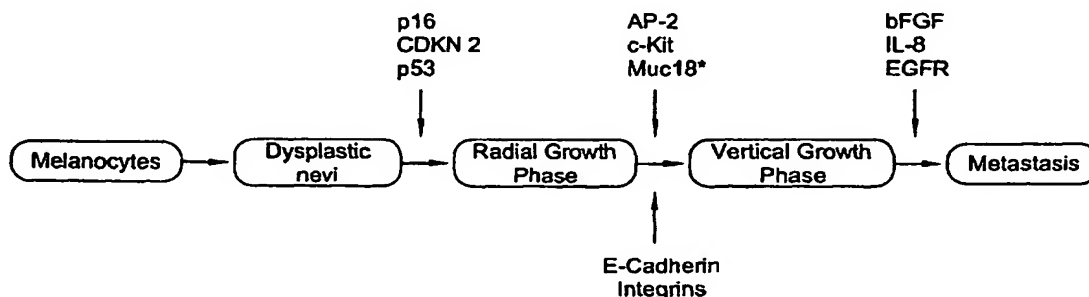 p16
CDKN 2
p53
AP-2
c-Kit
Muc18*
bFGF
IL-8
EGFR
Melanocytes
Dysplastic
nevi
Radial Growth
Phase
Vertical Growth
Phase
Metastasis
E-Cadherin
Integrins